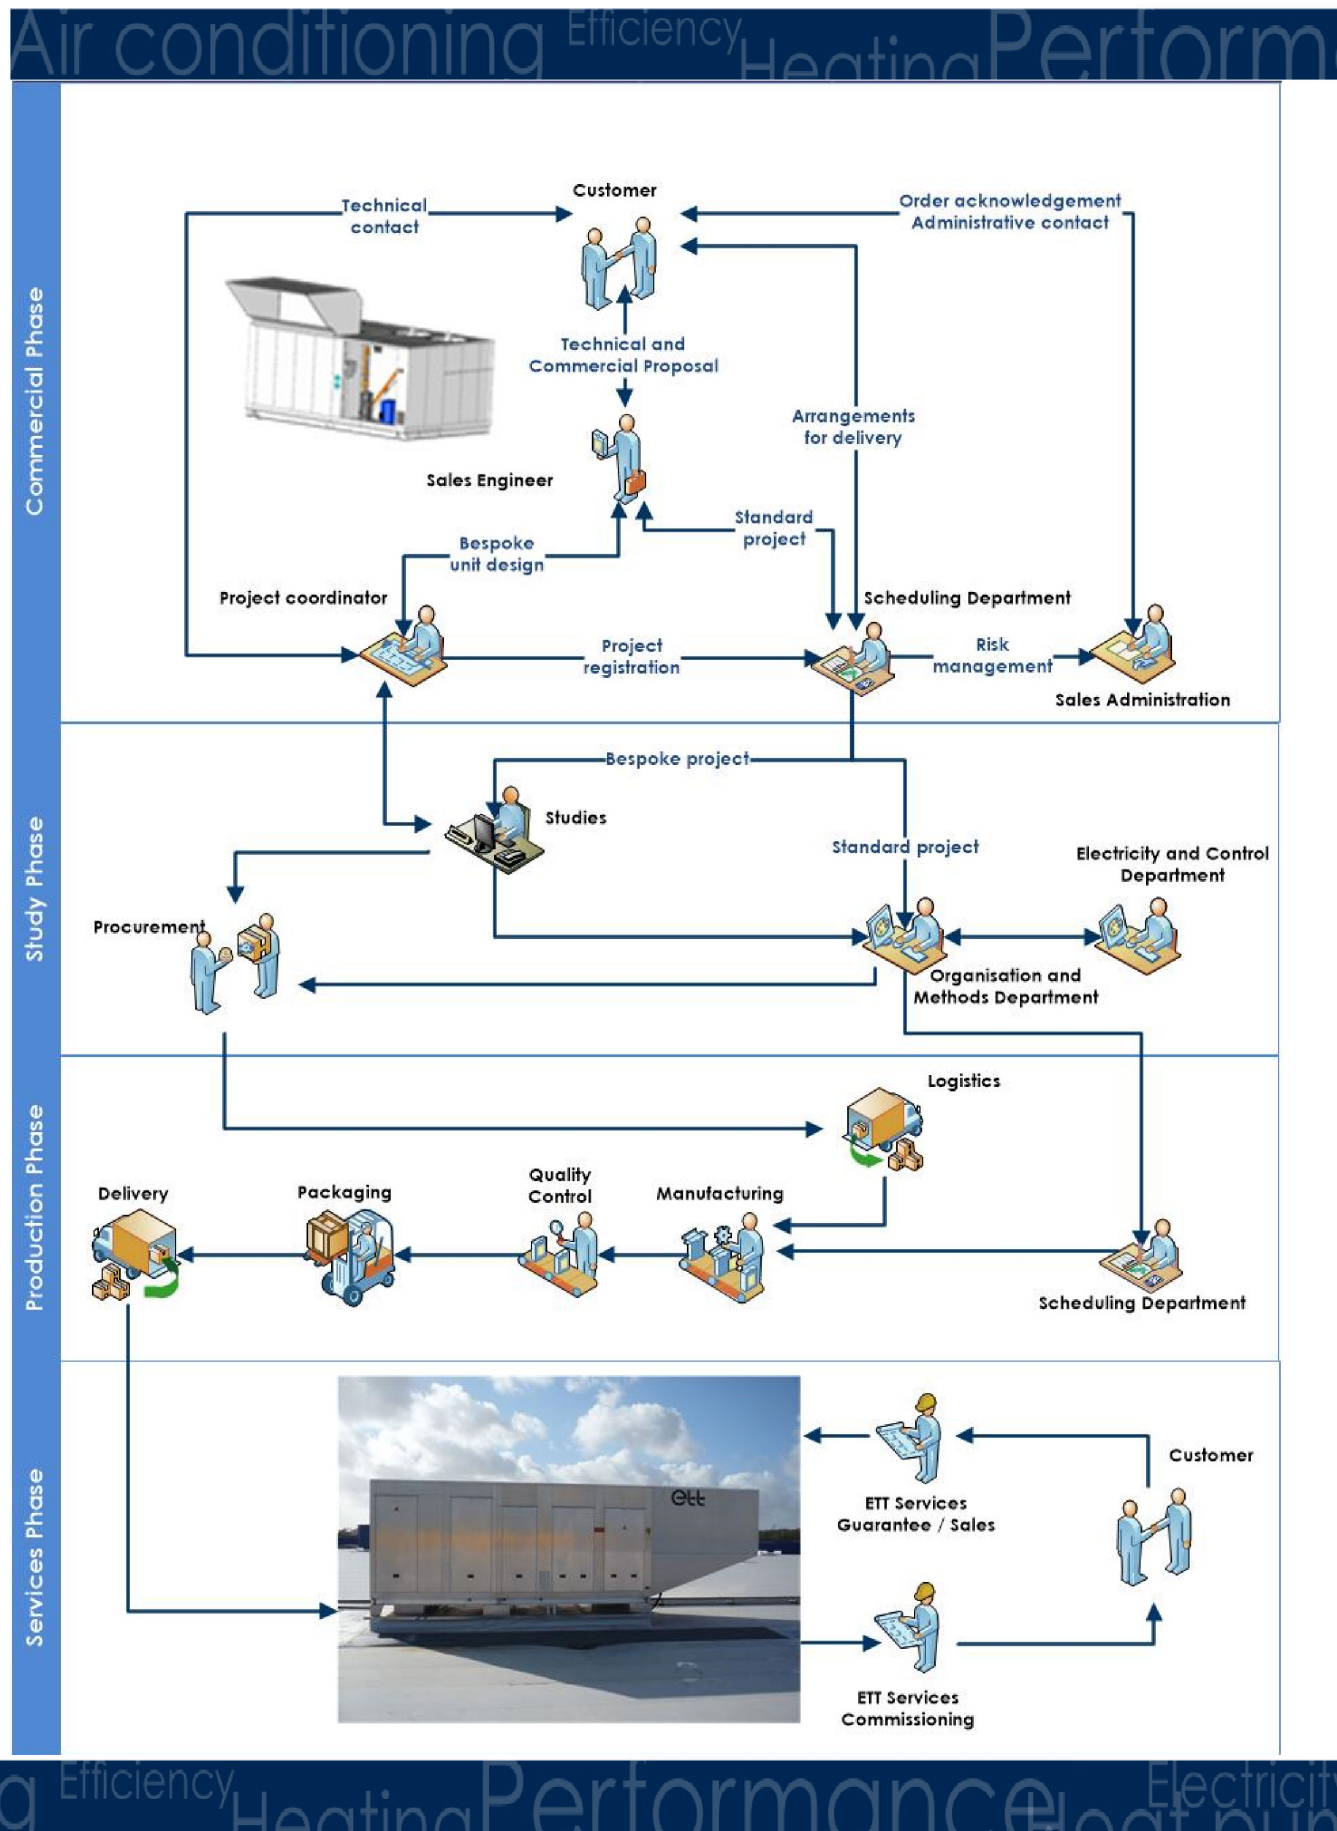 Air conditioning Efficiency Heating Perform
Commercial Phase
Customer
Technical
contact
Order acknowledgement
Administrative contact
Technical and
Commercial Proposal
Arrangements
for delivery
Sales Engineer
Standard
project
Bespoke
unit design
Project coordinator
Scheduling Department
Project
registration
Risk
management
Sales Administration
Study Phase
Bespoke project
Studies
Standard project
Electricity and Control
Department
Procurement
Organisation and
Methods Department
Production Phase
Logistics
Quality
Control
Manufacturing
Packaging
Delivery
Scheduling Department
Services Phase
ett
Customer
ETT Services
Guarantee / Sales
ETT Services
Commissioning
g Efficiency Heating Performance Electricity
Heat pum